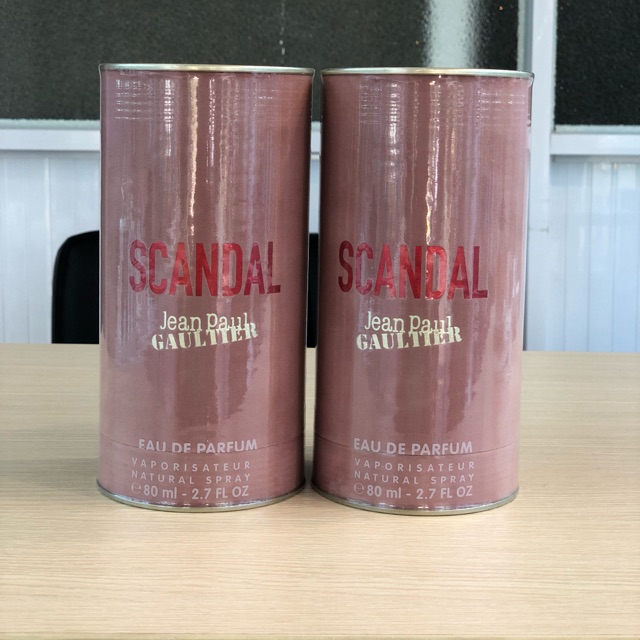 SCANDAL
Jean Paul
GAULTIER
EAU DE PARFUM
VAPORISATEUR
NATURAL SPRAY
℮80 ml - 2.7 FL OZ
SCANDAL
Jean Paul
GAULTIER
EAU DE PARFUM
VAPORISATEUR
NATURAL SPRAY
℮80 ml - 2.7 FL OZ